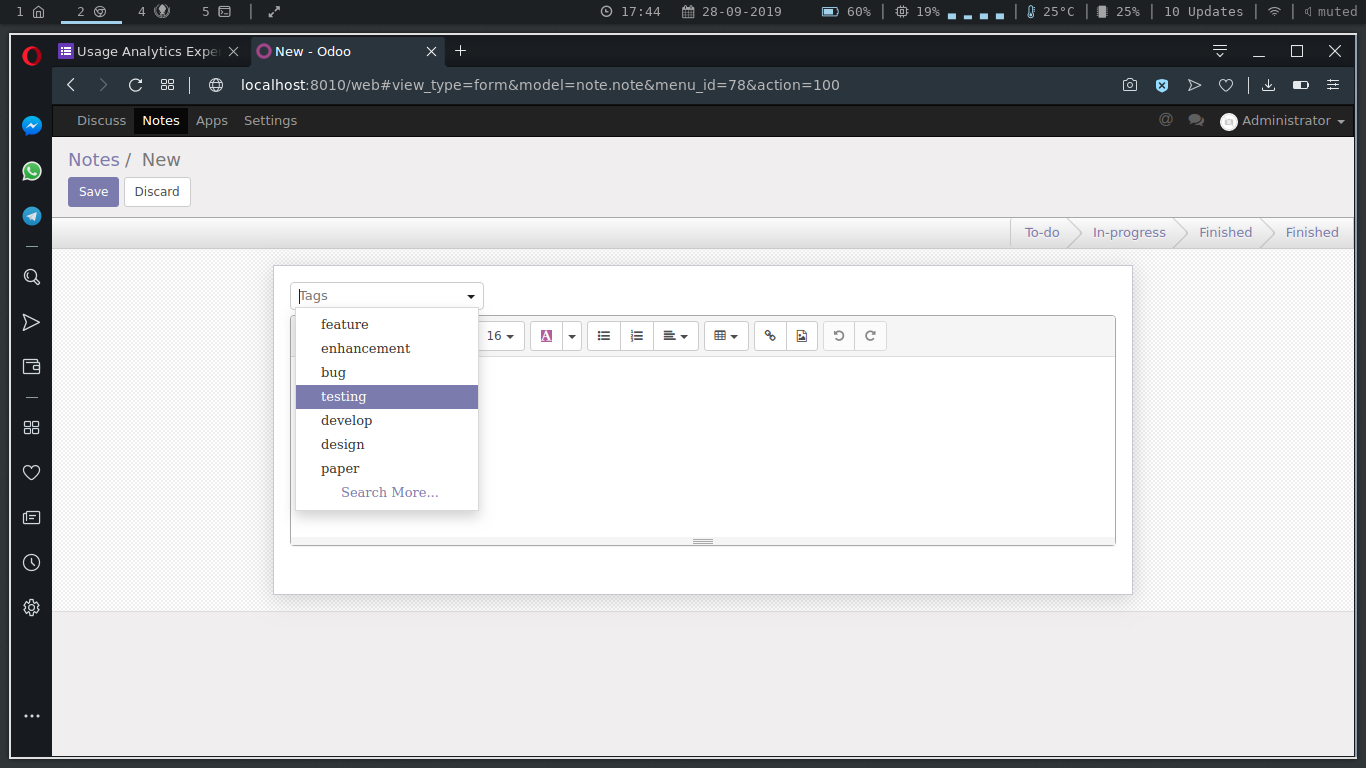 1 2 4 5 17:44 28-09-2019 60% 19% 25°C 25% 10 Updates muted
Usage Analytics Expe New - Odoo
localhost:8010/web#view_type=form&model=note.note&menu_id=78&action=100
Discuss Notes Apps Settings @ Administrator
Notes / New
Save Discard
To-do In-progress Finished Finished
Tags
feature
16 A
enhancement
bug
testing
develop
design
paper
Search More...